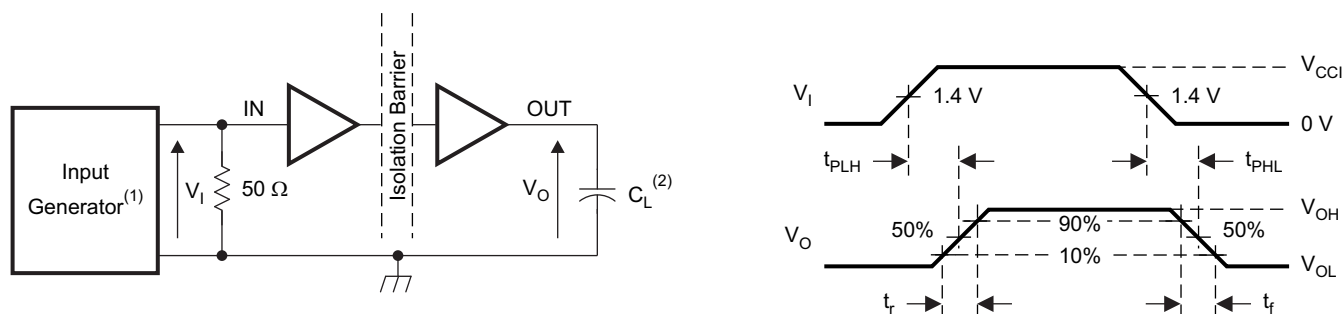 Input
Generator(1)
VI
50 Ω
IN
Isolation Barrier
OUT
VO
CL(2)
VI
1.4 V
1.4 V
VCCI
0 V
tPLH
tPHL
VO
50%
90%
10%
50%
VOH
VOL
tr
tf